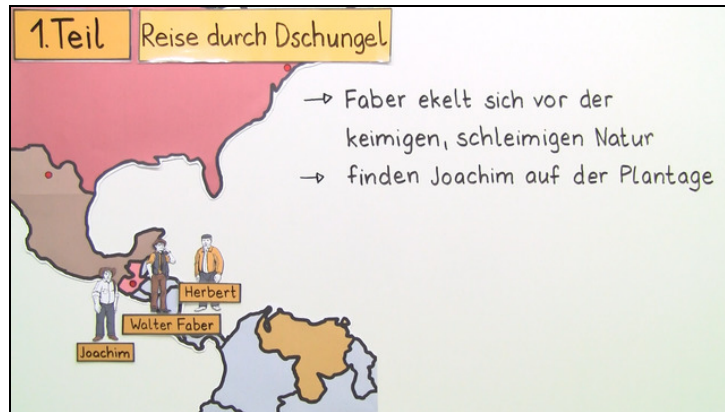 1. Teil
Reise durch Dschungel
→ Faber ekelt sich vor der
keimigen, schleimigen Natur
→ finden Joachim auf der Plantage
Herbert
Walter Faber
Joachim